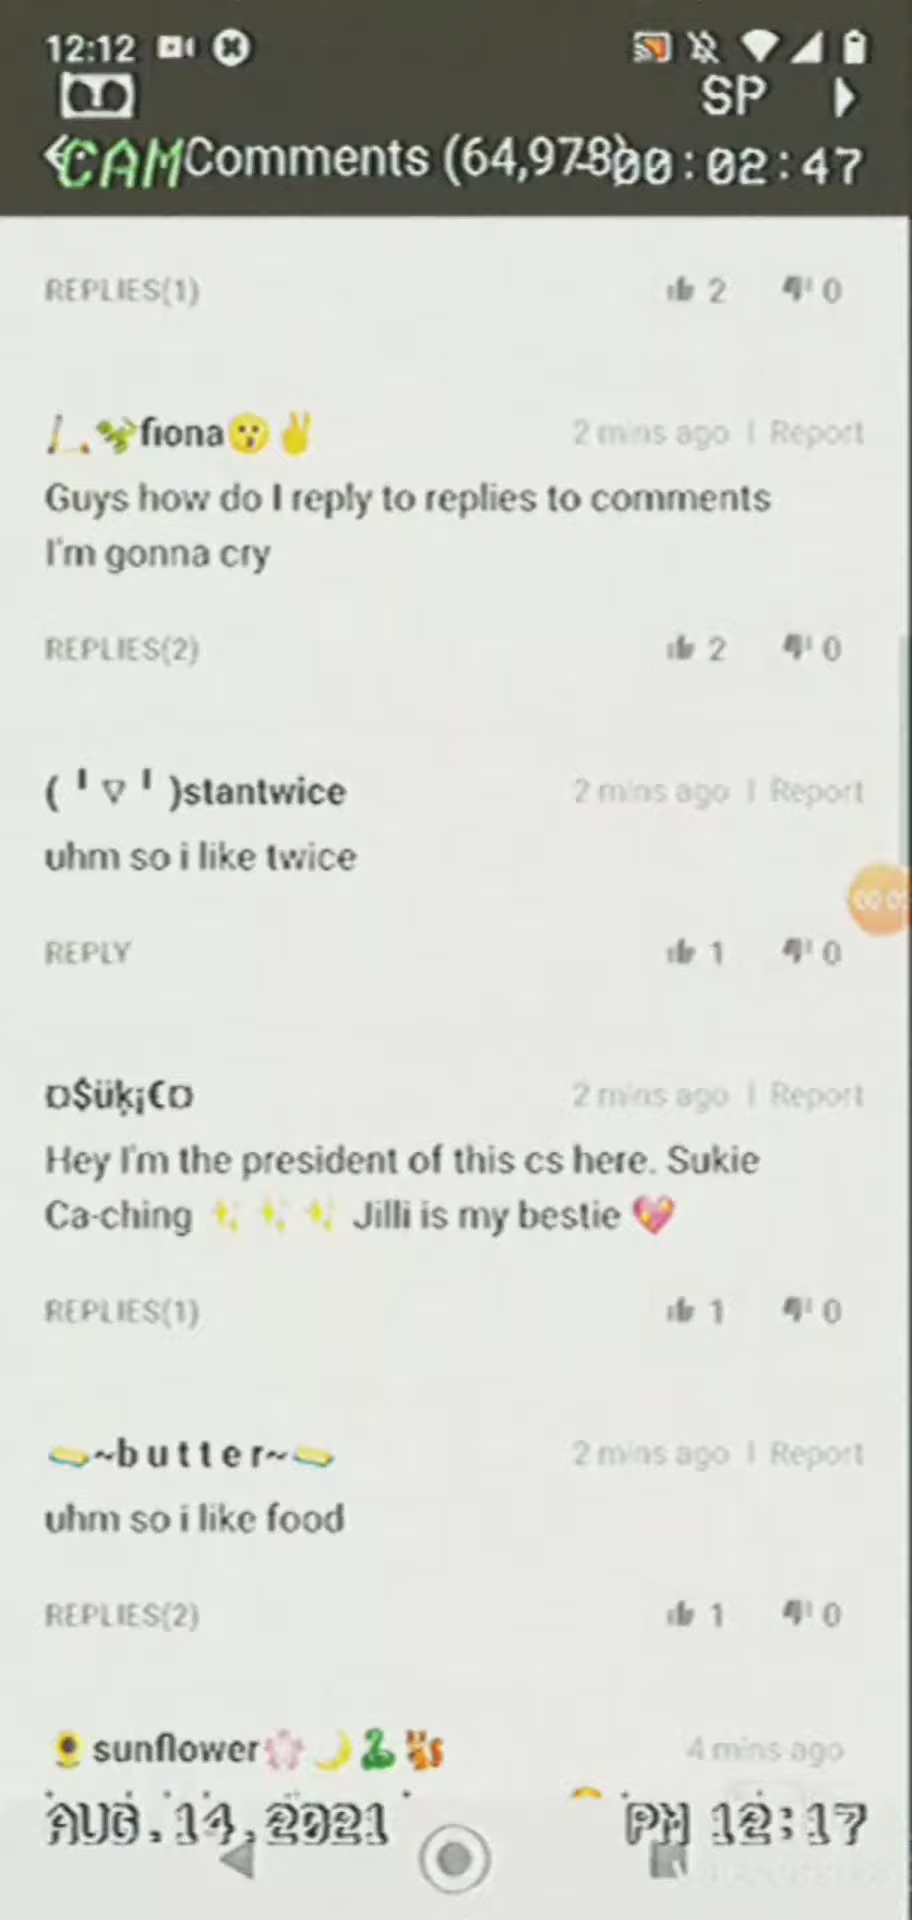 12:12
SP
CAM Comments (64,978) 00:02:47
REPLIES(1) 2 0
fiona😗✌ 2 mins ago | Report
Guys how do I reply to replies to comments
I'm gonna cry
REPLIES(2) 2 0
( ╹▽╹ )stantwice 2 mins ago | Report
uhm so i like twice
REPLY 1 0
¤$üķ¡€¤ 2 mins ago | Report
Hey I'm the president of this cs here. Sukie
Ca-ching ✨✨✨ Jilli is my bestie 💖
REPLIES(1) 1 0
🧈~b u t t e r~🧈 2 mins ago | Report
uhm so i like food
REPLIES(2) 1 0
🌻sunflower🌸🌙🐍🐿 4 mins ago
AUG.14,2021 PM 12:17